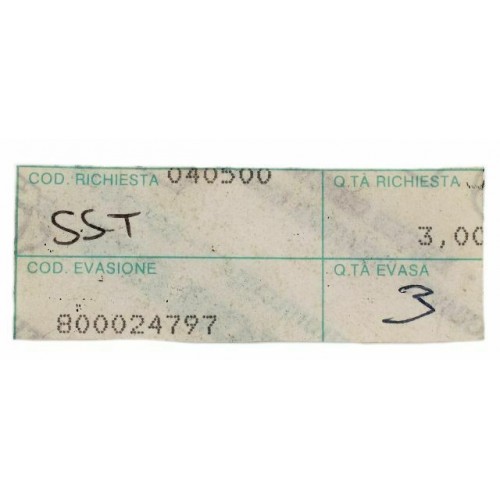 COD. RICHIESTA 040500
Q.TÀ RICHIESTA
SST
3,00
COD. EVASIONE
Q.TÀ EVASA
800024797
3